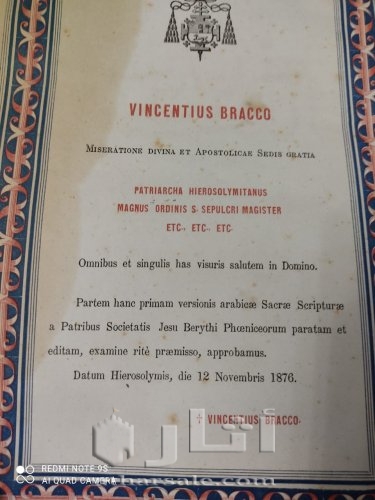 VINCENTIUS BRACCO
MISERATIONE DIVINA ET APOSTOLICAE SEDIS GRATIA
PATRIARCHA HIEROSOLYMITANUS
MAGNUS ORDINIS S. SEPULCRI MAGISTER
ETC., ETC., ETC.
Omnibus et singulis has visuris salutem in Domino.
Partem hanc primam versionis arabicæ Sacræ Scripturæ
a Patribus Societatis Jesu Berythi Phœniceorum paratam et
editam, examine ritè præmisso, approbamus.
Datum Hierosolymis, die 12 Novembris 1876.
† VINCENTIUS BRACCO.
أثارة
atharsale.com
REDMI NOTE 9S
AI QUAD CAMERA